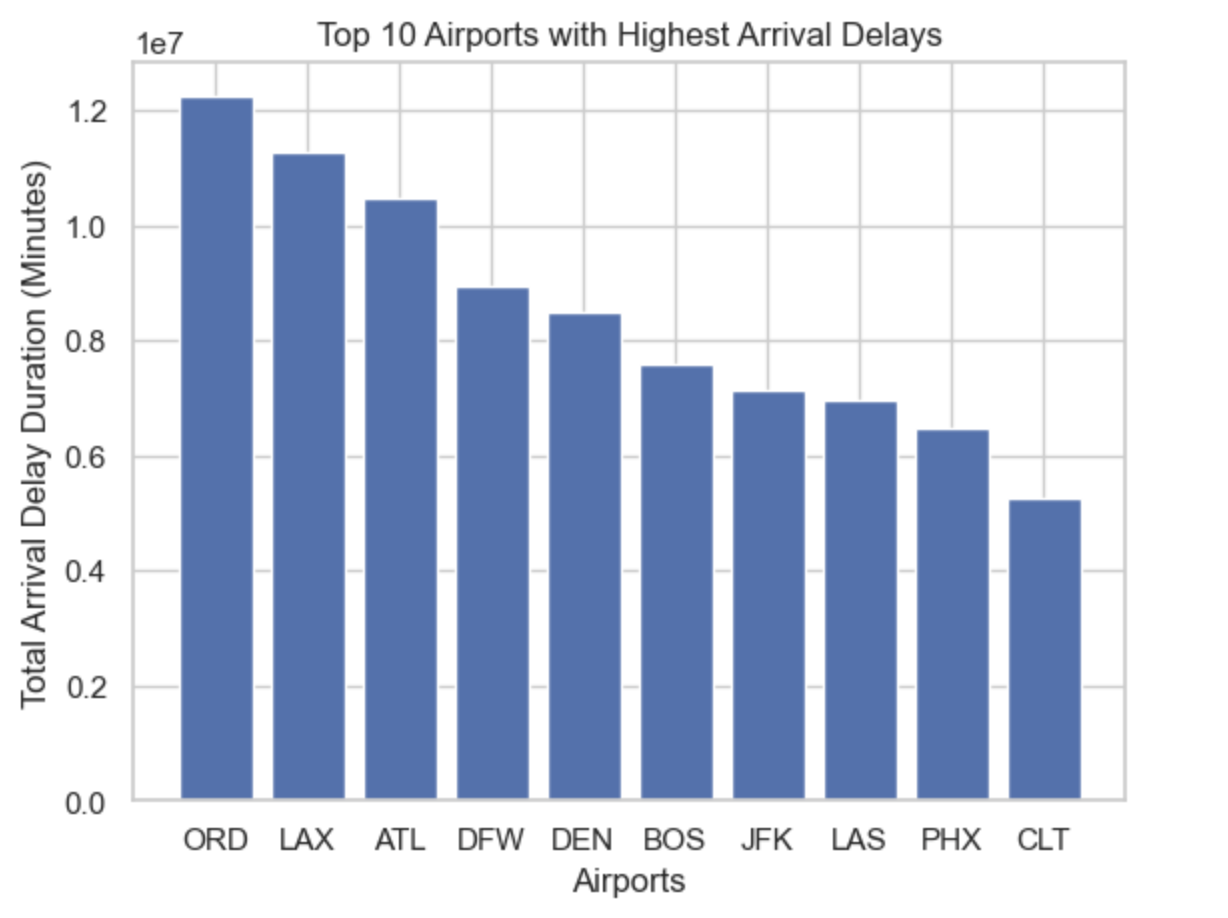 Top 10 Airports with Highest Arrival Delays
1e7
Total Arrival Delay Duration (Minutes)
1.2
1.0
0.8
0.6
0.4
0.2
0.0
ORD LAX ATL DFW DEN BOS JFK LAS PHX CLT
Airports